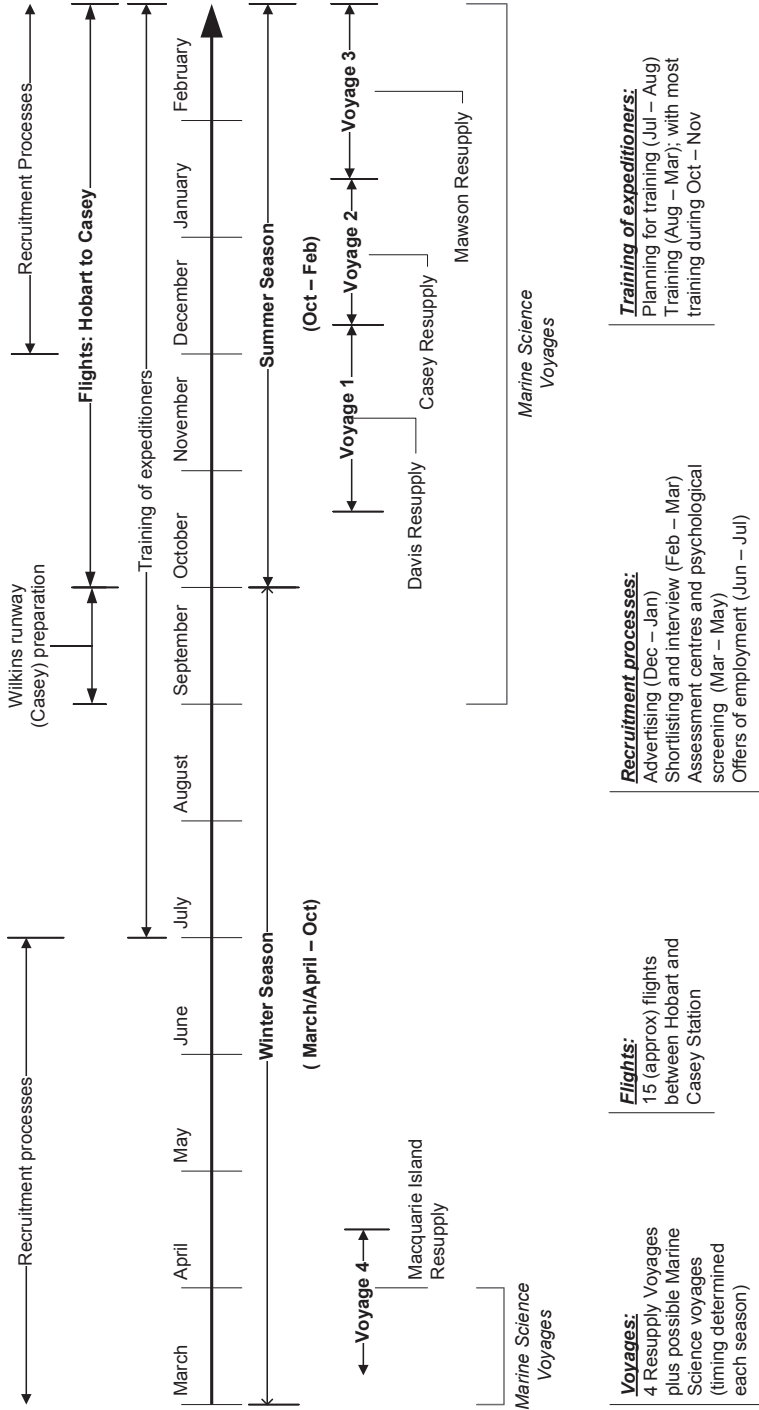 Recruitment processes
Recruitment Processes
Wilkins runway
(Casey) preparation
Flights: Hobart to Casey
Training of expeditioners
March
April
May
June
July
August
September
October
November
December
January
February
Winter Season
( March/April – Oct)
Summer Season
(Oct – Feb)
Voyage 4
Macquarie Island
Resupply
Voyage 1
Davis Resupply
Voyage 2
Casey Resupply
Voyage 3
Mawson Resupply
Marine Science
Voyages
Marine Science
Voyages
Voyages:
4 Resupply Voyages
plus possible Marine
Science voyages
(timing determined
each season)
Flights:
15 (approx) flights
between Hobart and
Casey Station
Recruitment processes:
Advertising (Dec – Jan)
Shortlisting and interview (Feb – Mar)
Assessment centres and psychological
screening (Mar – May)
Offers of employment (Jun – Jul)
Training of expeditioners:
Planning for training (Jul – Aug)
Training (Aug – Mar); with most
training during Oct – Nov